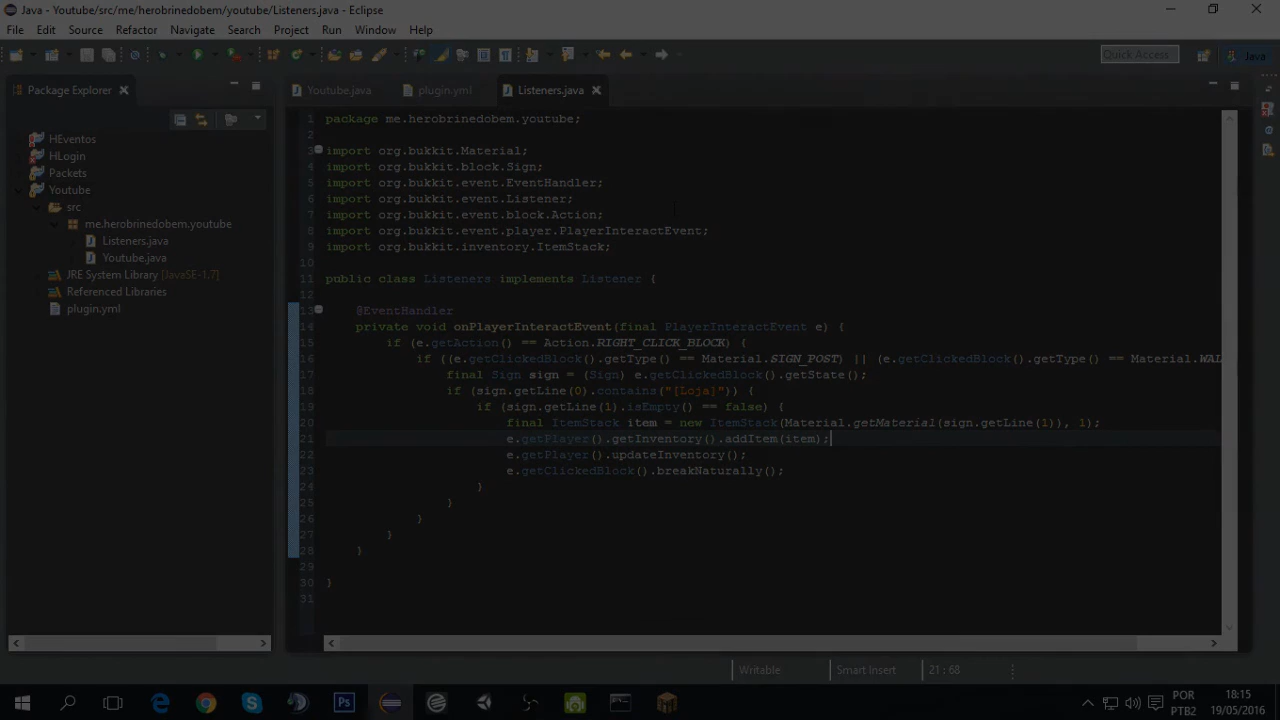 Java - Youtube/src/me/herobrinedobem/youtube/Listeners.java - Eclipse
File Edit Source Refactor Navigate Search Project Run Window Help
Quick Access
Java
Package Explorer
Youtube.java
plugin.yml
Listeners.java
HEventos
HLogin
Packets
Youtube
src
me.herobrinedobem.youtube
Listeners.java
Youtube.java
JRE System Library [JavaSE-1.7]
Referenced Libraries
plugin.yml
1 package me.herobrinedobem.youtube;
2
3 import org.bukkit.Material;
4 import org.bukkit.block.Sign;
5 import org.bukkit.event.EventHandler;
6 import org.bukkit.event.Listener;
7 import org.bukkit.event.block.Action;
8 import org.bukkit.event.player.PlayerInteractEvent;
9 import org.bukkit.inventory.ItemStack;
10
11 public class Listeners implements Listener {
12
13 @EventHandler
14 private void onPlayerInteractEvent(final PlayerInteractEvent e) {
15 if (e.getAction() == Action.RIGHT_CLICK_BLOCK) {
16 if ((e.getClickedBlock().getType() == Material.SIGN_POST) || (e.getClickedBlock().getType() == Material.WAL
17 final Sign sign = (Sign) e.getClickedBlock().getState();
18 if (sign.getLine(0).contains("[Loja]")) {
19 if (sign.getLine(1).isEmpty() == false) {
20 final ItemStack item = new ItemStack(Material.getMaterial(sign.getLine(1)), 1);
21 e.getPlayer().getInventory().addItem(item);
22 e.getPlayer().updateInventory();
23 e.getClickedBlock().breakNaturally();
24 }
25 }
26 }
27 }
28 }
29
30 }
31
Writable
Smart Insert
21 : 68
POR
PTB2
18:15
19/05/2016